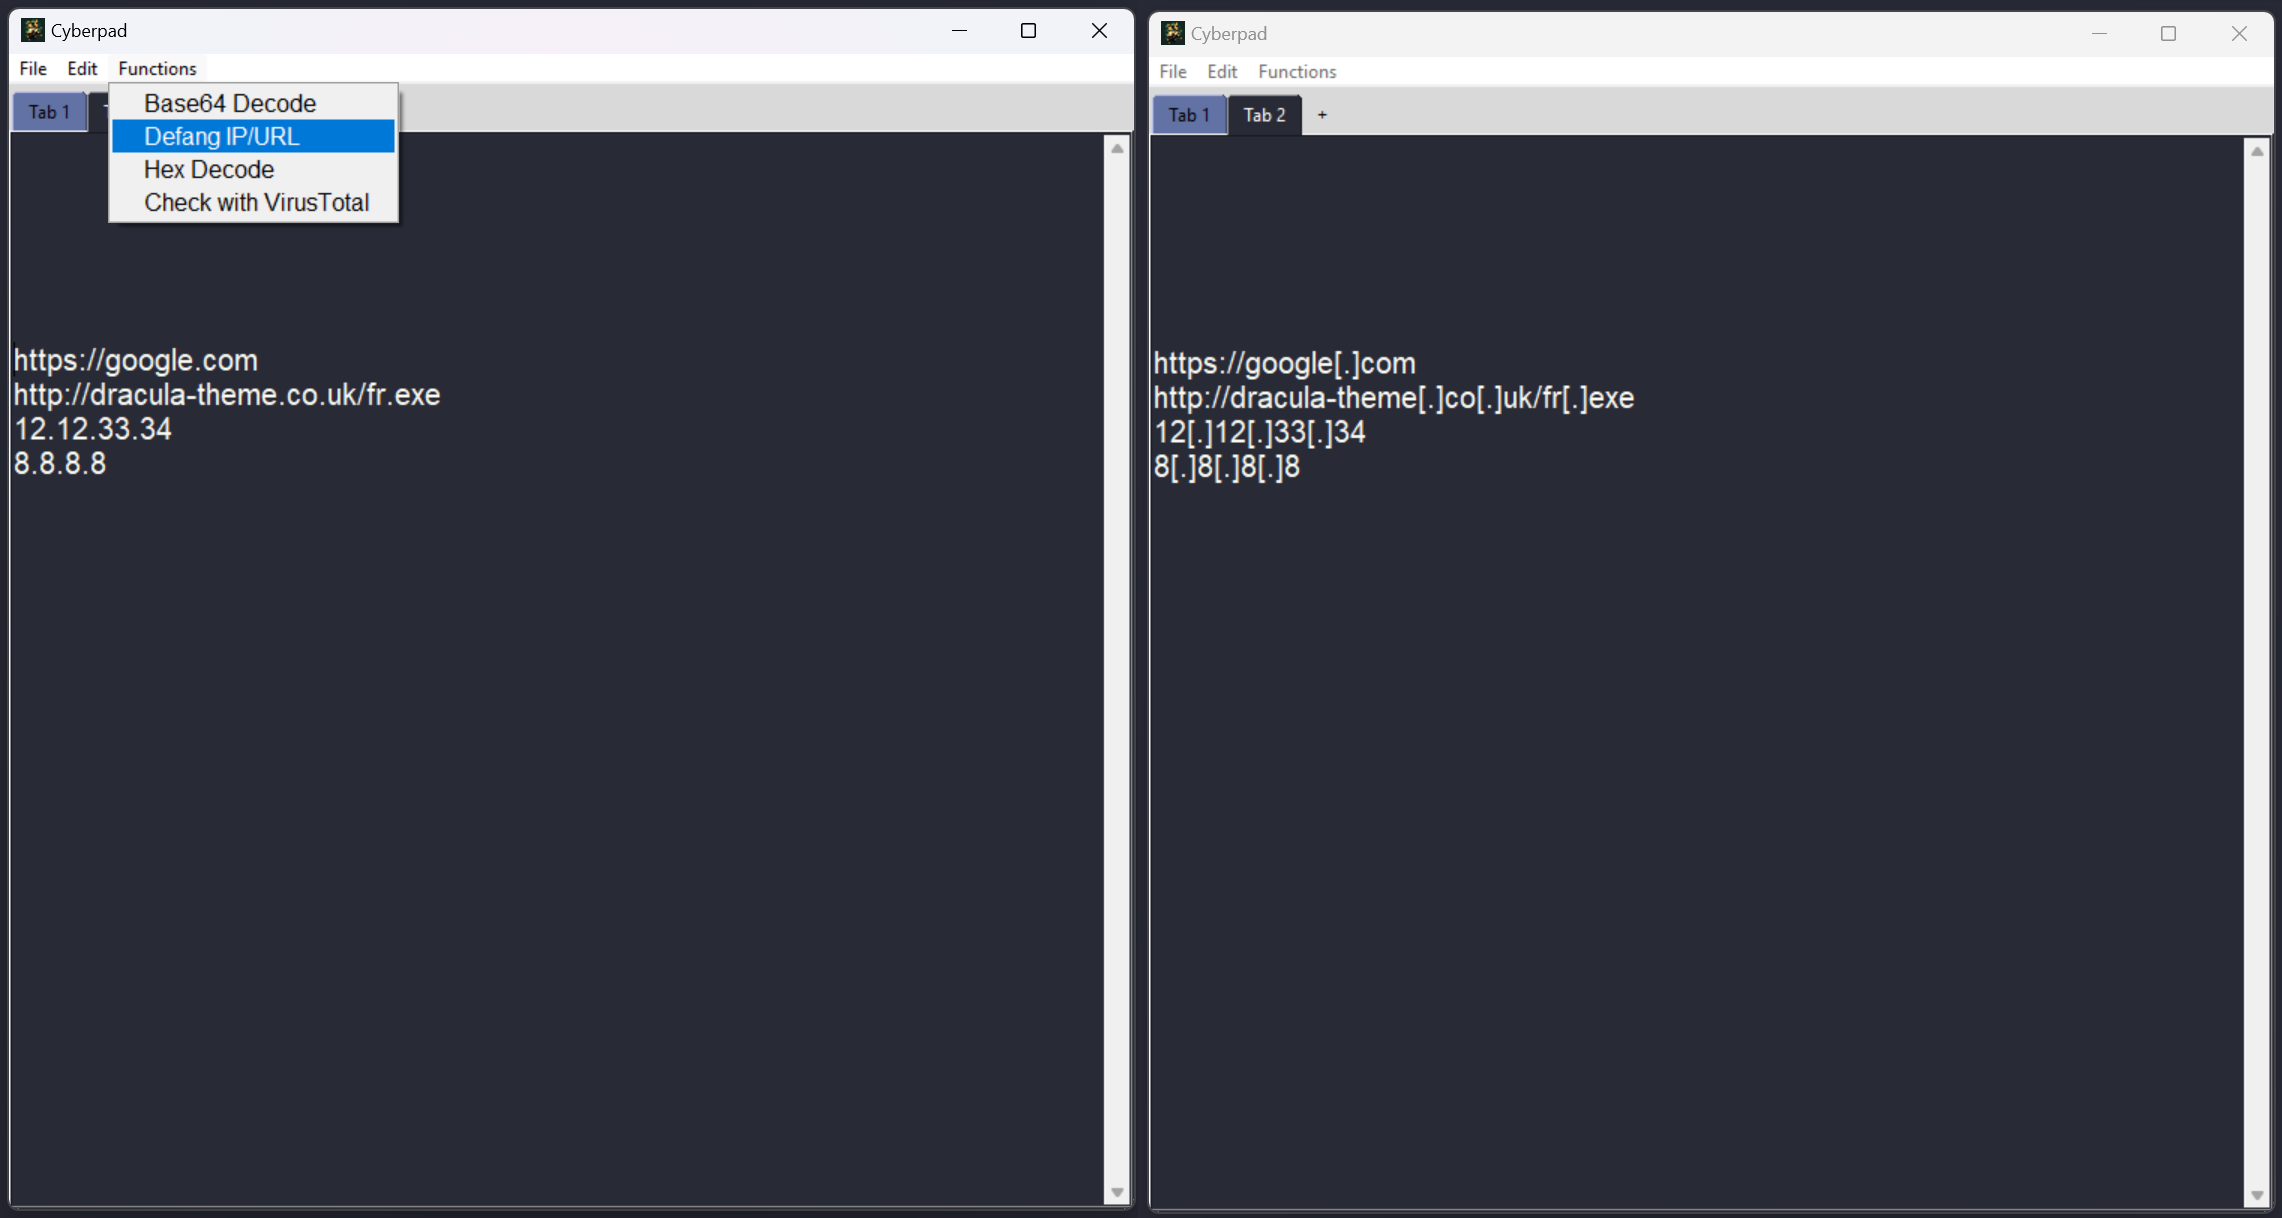 Cyberpad
File Edit Functions
Tab 1
Base64 Decode
Defang IP/URL
Hex Decode
Check with VirusTotal
https://google.com
http://dracula-theme.co.uk/fr.exe
12.12.33.34
8.8.8.8
Cyberpad
File Edit Functions
Tab 1 Tab 2 +
https://google[.]com
http://dracula-theme[.]co[.]uk/fr[.]exe
12[.]12[.]33[.]34
8[.]8[.]8[.]8